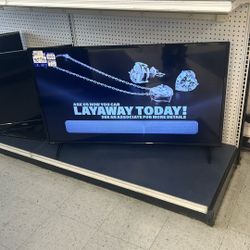 ASK US HOW YOU CAN
LAYAWAY TODAY!
SEE AN ASSOCIATE FOR MORE DETAILS